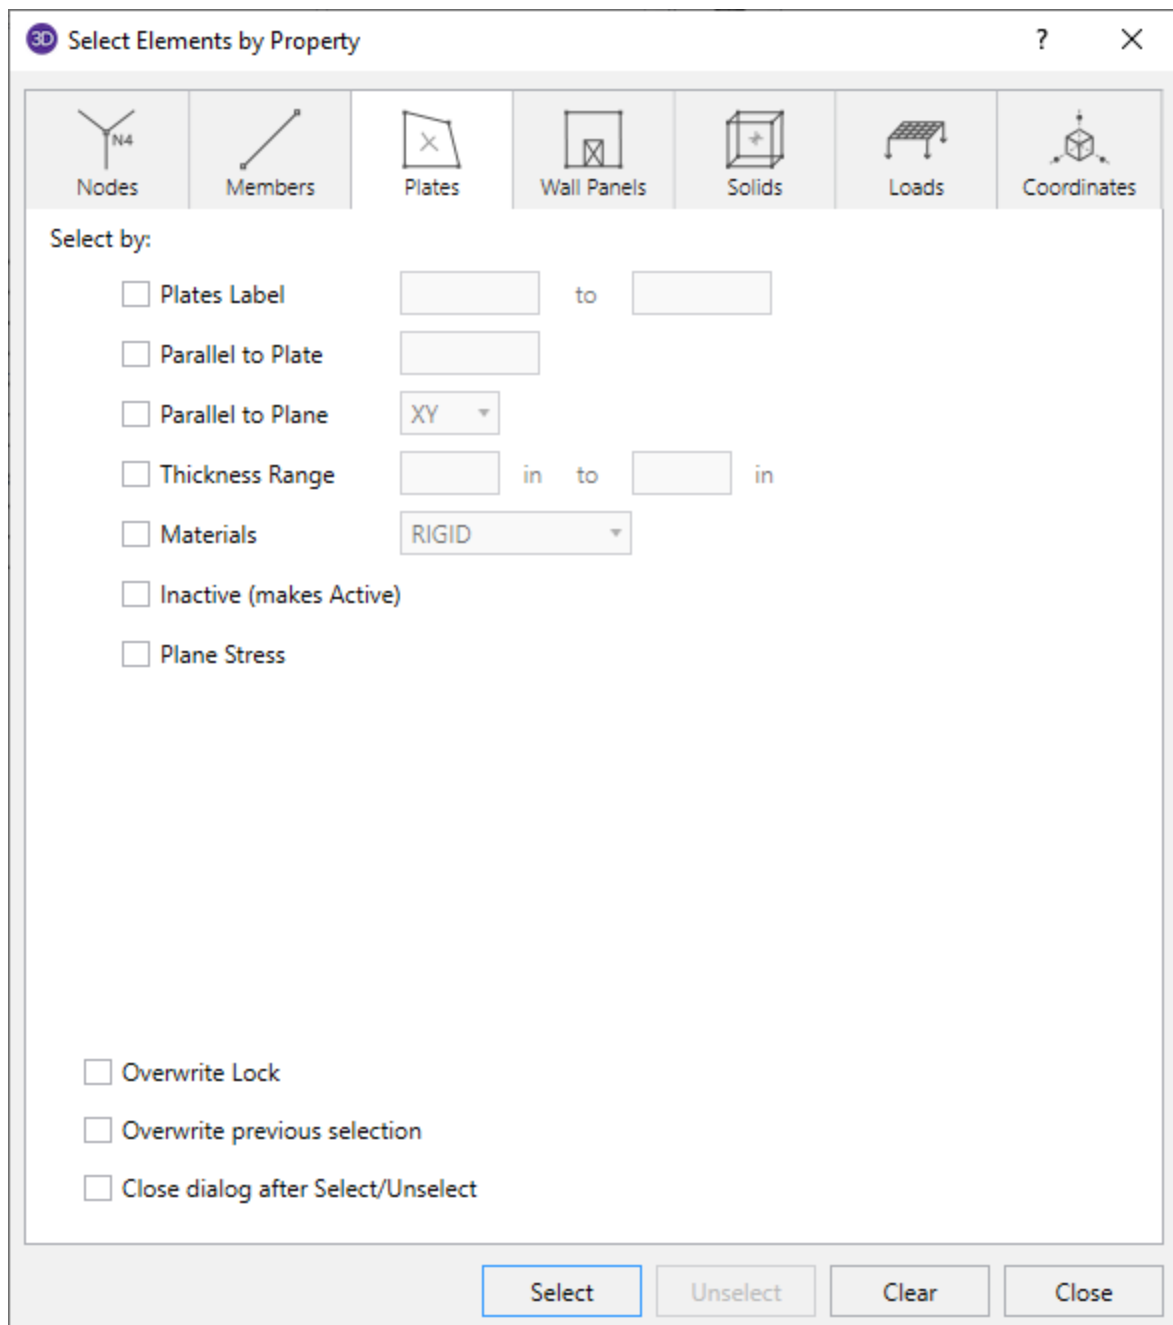 3D Select Elements by Property ?
N4
Nodes Members Plates Wall Panels Solids Loads Coordinates
Select by:
Plates Label to
Parallel to Plate
Parallel to Plane XY
Thickness Range in to in
Materials RIGID
Inactive (makes Active)
Plane Stress
Overwrite Lock
Overwrite previous selection
Close dialog after Select/Unselect
Select Unselect Clear Close